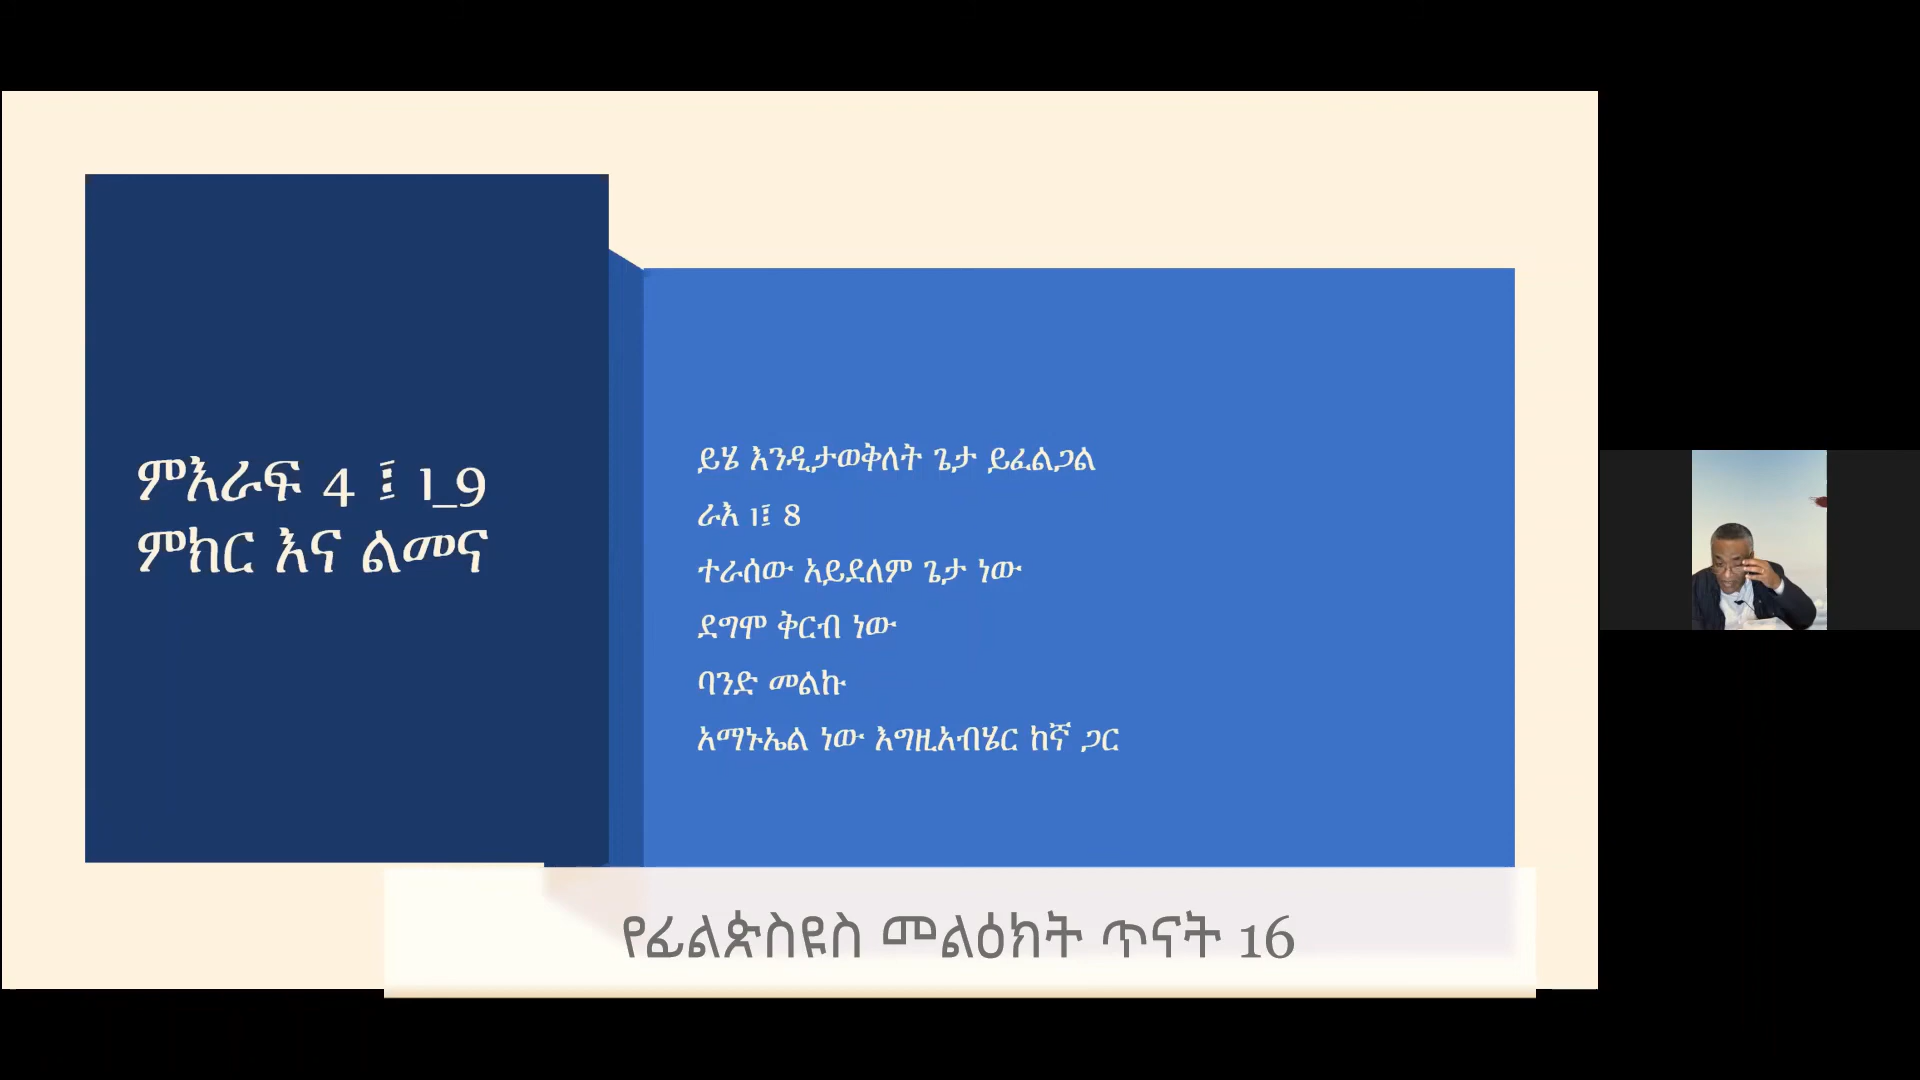 ምእራፍ 4 ፤ 1_9
ምክር እና ልመና
ይሄ እንዲታወቅለት ጌታ ይፈልጋል
ራእ ፤ 8
ተራሰው አይደለም ጌታ ነው
ደግሞ ቅርብ ነው
ባንድ መልኩ
አማኑኤል ነው እግዚአብሄር ከኛ ጋር
የፊልጵስዩስ መልዕክት ጥናት 16